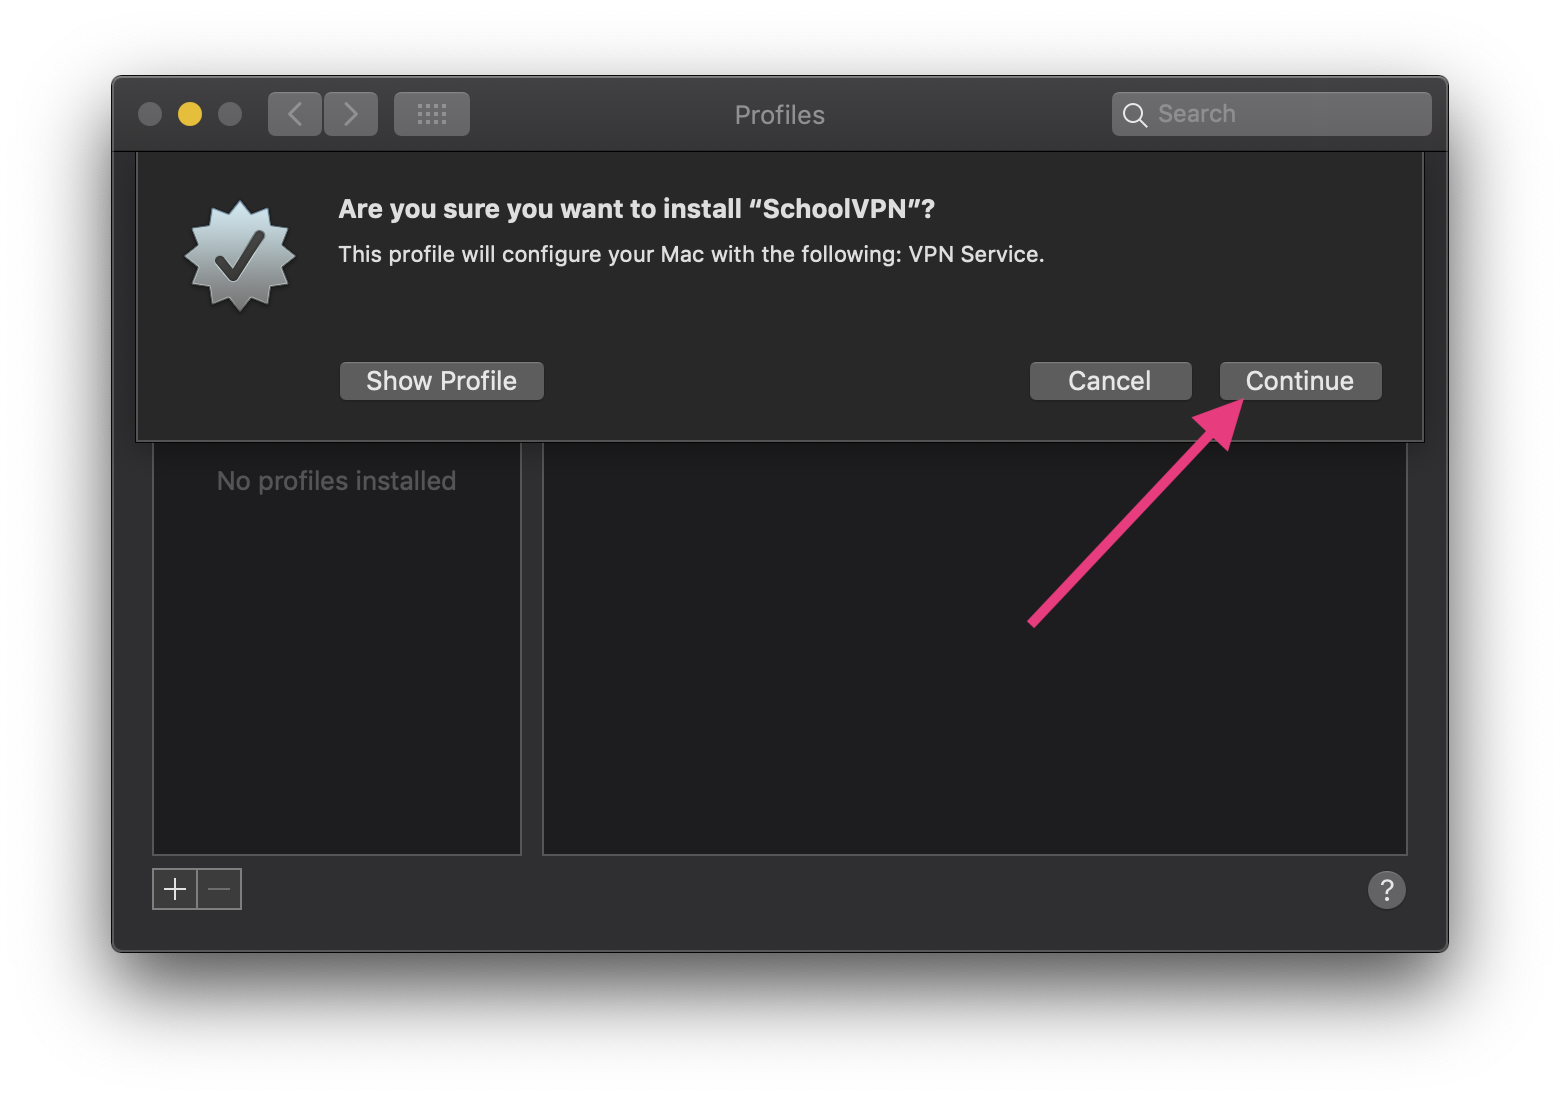 Profiles
Search
Are you sure you want to install “SchoolVPN”?
This profile will configure your Mac with the following: VPN Service.
Show Profile
Cancel
Continue
No profiles installed
?